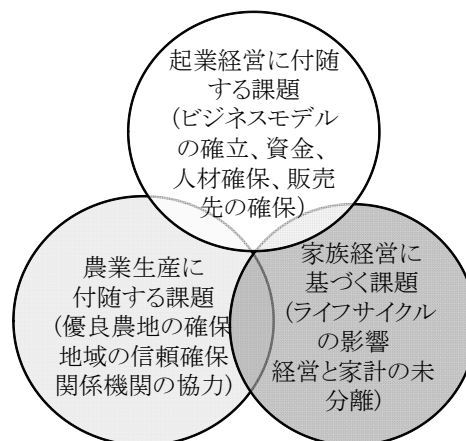 起業経営に付随
する課題
(ビジネスモデル
の確立、資金、
人材確保、販売
先の確保)
農業生産に
付随する課題
(優良農地の確保
地域の信頼確保
関係機関の協力)
家族経営に
基づく課題
(ライフサイクル
の影響
経営と家計の未
分離)